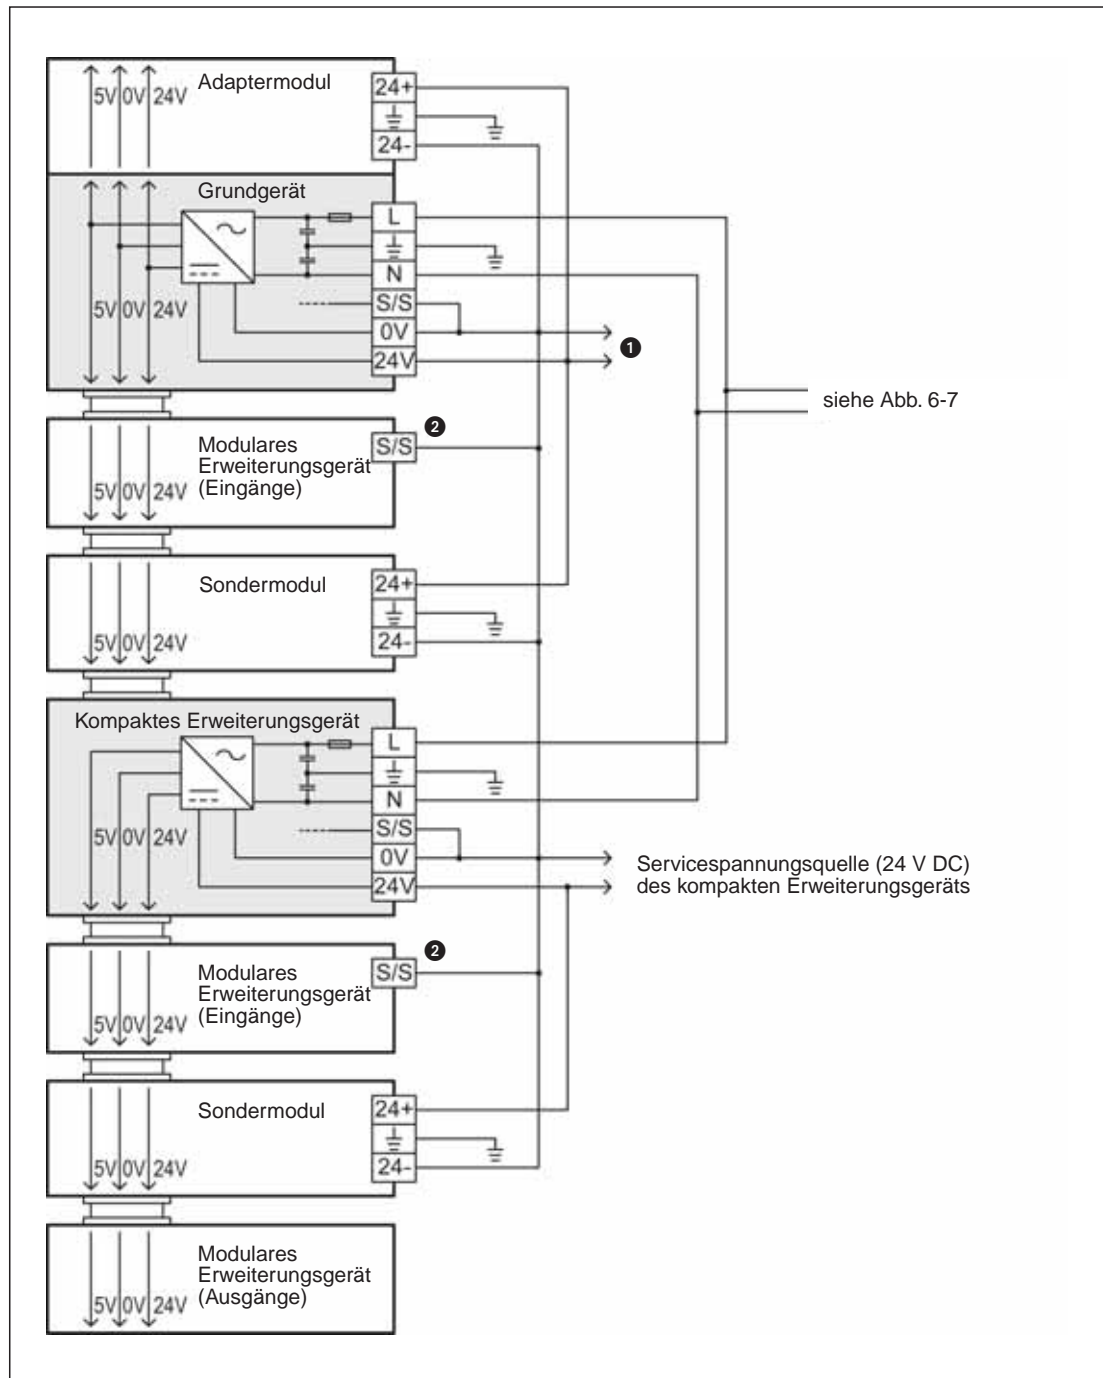 Adaptermodul
5V 0V 24V
24+
24-
Grundgerät
L
N
S/S
0V
24V
5V 0V 24V
❶
siehe Abb. 6-7
❷
Modulares
Erweiterungsgerät
(Eingänge)
S/S
5V 0V 24V
Sondermodul
24+
24-
5V 0V 24V
Kompaktes Erweiterungsgerät
L
N
S/S
0V
24V
5V 0V 24V
Servicespannungsquelle (24 V DC)
des kompakten Erweiterungsgeräts
❷
Modulares
Erweiterungsgerät
(Eingänge)
S/S
5V 0V 24V
Sondermodul
24+
24-
5V 0V 24V
Modulares
Erweiterungsgerät
(Ausgänge)
5V 0V 24V